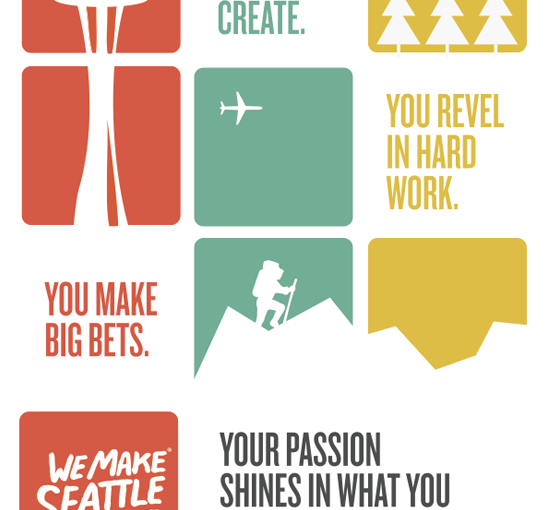 CREATE.
YOU REVEL
IN HARD
WORK.
YOU MAKE
BIG BETS.
WE MAKE®
SEATTLE
YOUR PASSION
SHINES IN WHAT YOU